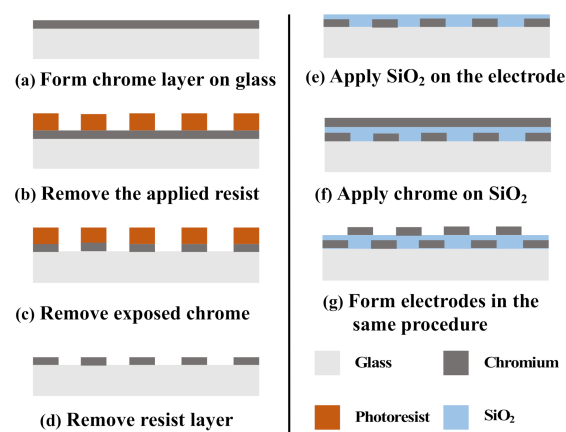 (a) Form chrome layer on glass
(b) Remove the applied resist
(c) Remove exposed chrome
(d) Remove resist layer
(e) Apply SiO₂ on the electrode
(f) Apply chrome on SiO₂
(g) Form electrodes in the
same procedure
Glass
Chromium
Photoresist
SiO₂